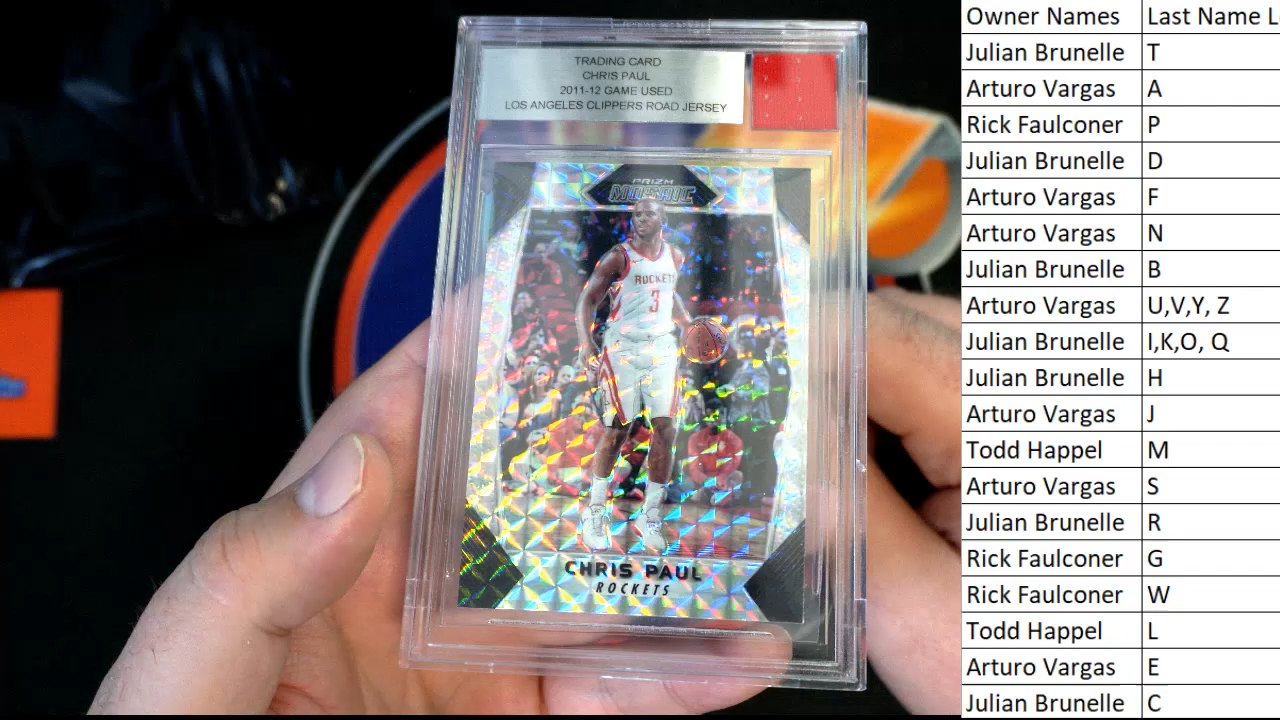 TRADING CARD
CHRIS PAUL
2011-12 GAME USED
LOS ANGELES CLIPPERS ROAD JERSEY
PRIZM
MOSAIC
ROCKETS
3
CHRIS PAUL
ROCKETS
Owner Names Last Name L
Julian Brunelle T
Arturo Vargas A
Rick Faulconer P
Julian Brunelle D
Arturo Vargas F
Arturo Vargas N
Julian Brunelle B
Arturo Vargas U,V,Y, Z
Julian Brunelle I,K,O, Q
Julian Brunelle H
Arturo Vargas J
Todd Happel M
Arturo Vargas S
Julian Brunelle R
Rick Faulconer G
Rick Faulconer W
Todd Happel L
Arturo Vargas E
Julian Brunelle C